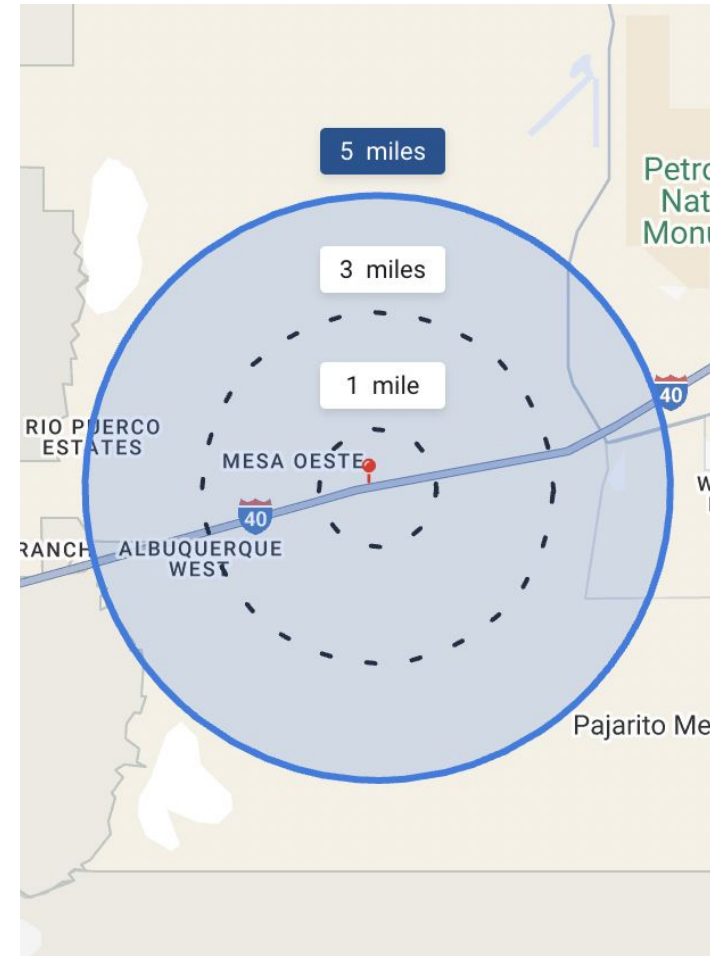 5 miles
Petro
Nat
Monu
3 miles
1 mile
40
RIO PUERCO
ESTATES
MESA OESTE
40
W
RANCH
ALBUQUERQUE
WEST
Pajarito Me